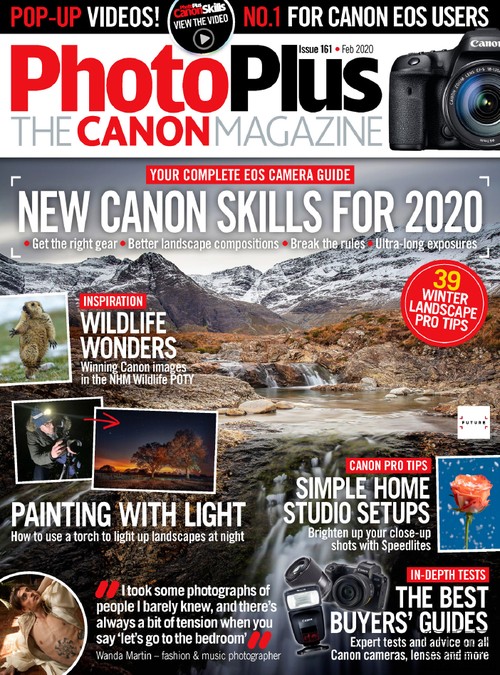 POP-UP VIDEOS!
CanonSkills
VIEW THE VIDEO
NO.1 FOR CANON EOS USERS
Issue 161 • Feb 2020
PhotoPlus
THE CANON MAGAZINE
Canon
YOUR COMPLETE EOS CAMERA GUIDE
NEW CANON SKILLS FOR 2020
• Get the right gear • Better landscape compositions • Break the rules • Ultra-long exposures
39
WINTER
LANDSCAPE
PRO TIPS
INSPIRATION
WILDLIFE
WONDERS
Winning Canon images
in the NHM Wildlife POTY
FUTURE
PAINTING WITH LIGHT
How to use a torch to light up landscapes at night
CANON PRO TIPS
SIMPLE HOME
STUDIO SETUPS
Brighten up your close-up
shots with Speedlites
IN-DEPTH TESTS
THE BEST
BUYERS' GUIDES
Expert tests and advice on all
Canon cameras, lenses and more
"I took some photographs of
people I barely knew, and there's
always a bit of tension when you
say 'let's go to the bedroom'"
Wanda Martin – fashion & music photographer